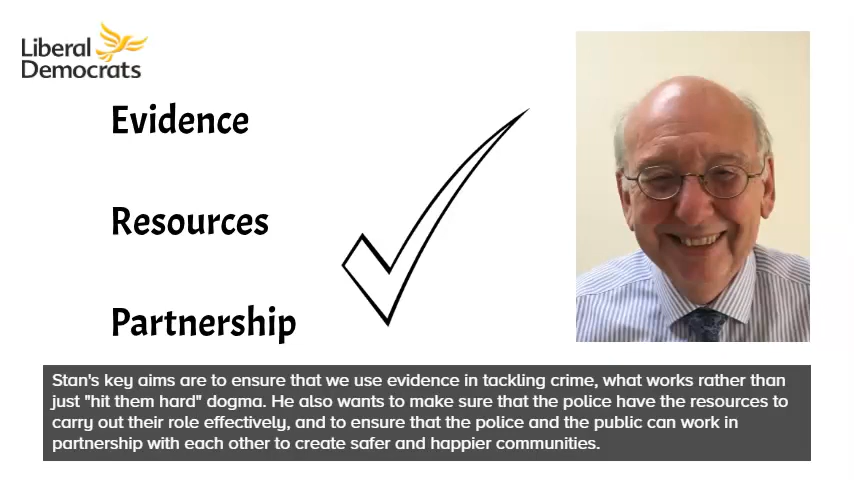 Liberal
Democrats
Evidence
Resources
Partnership
Stan's key aims are to ensure that we use evidence in tackling crime, what works rather than
just "hit them hard" dogma. He also wants to make sure that the police have the resources to
carry out their role effectively, and to ensure that the police and the public can work in
partnership with each other to create safer and happier communities.